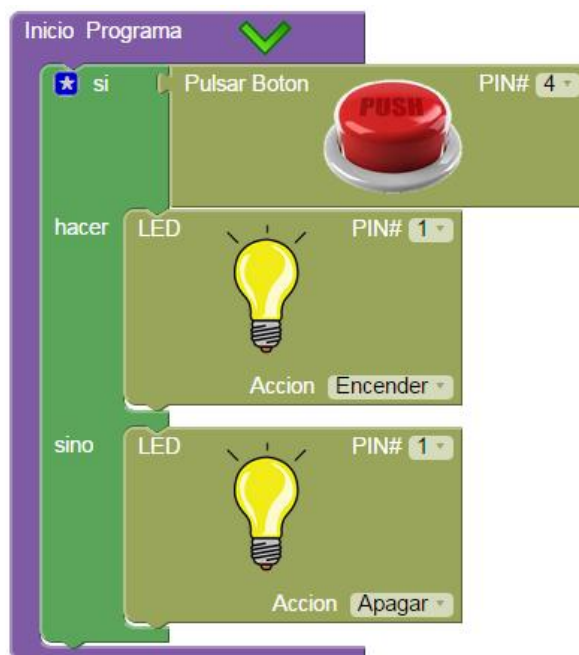 Inicio Programa
si Pulsar Boton PIN# 4
PUSH
hacer LED PIN# 1
Accion Encender
sino LED PIN# 1
Accion Apagar